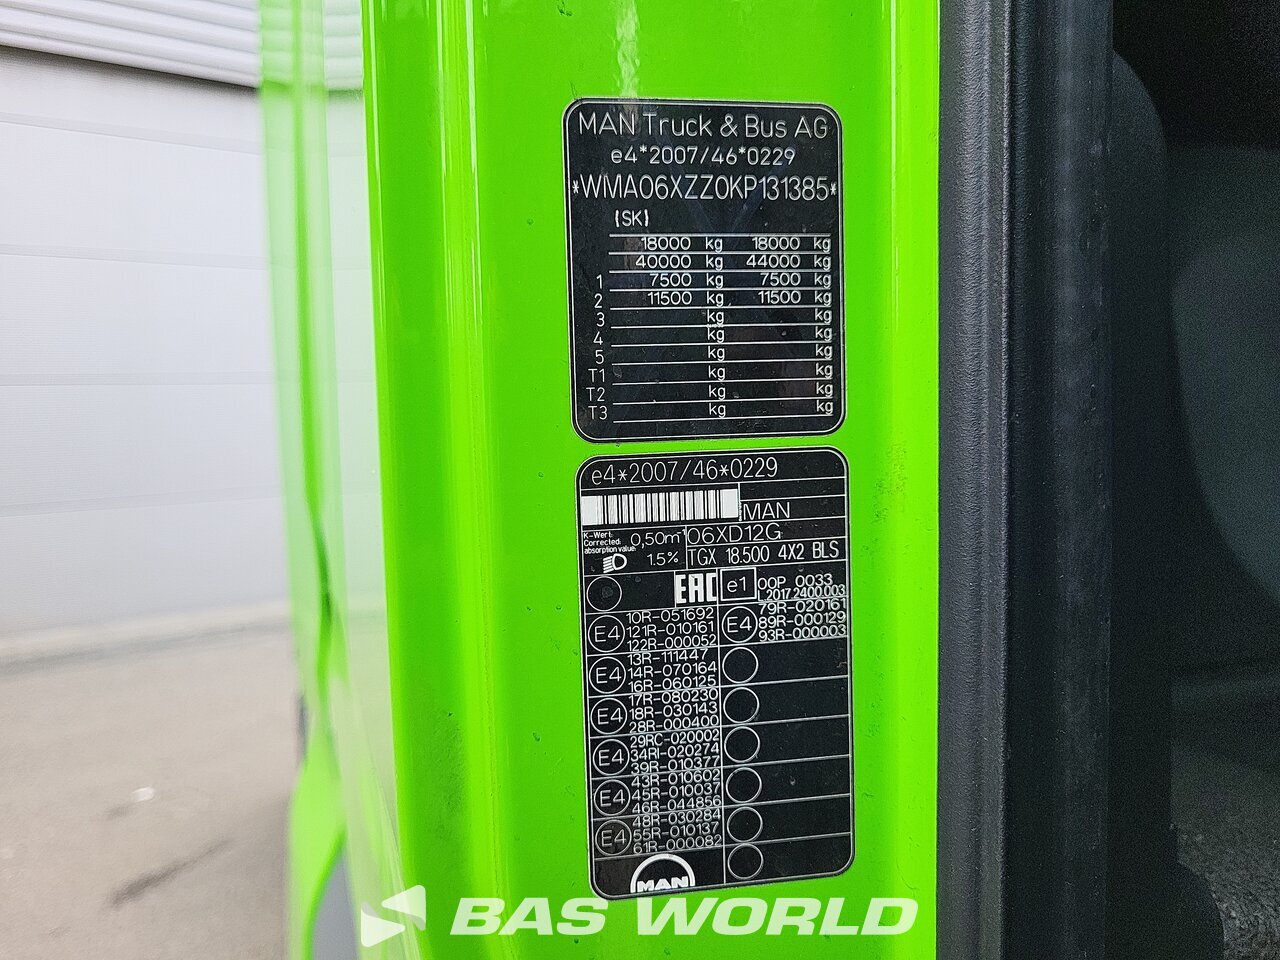 MAN Truck & Bus AG
e4*2007/46*0229
*WMA06XZZ0KP131385*
(SK)
18000 kg 18000 kg
40000 kg 44000 kg
1 7500 kg 7500 kg
2 11500 kg 11500 kg
3 kg kg
4 kg kg
5 kg kg
T1 kg kg
T2 kg kg
T3 kg kg
e4*2007/46*0229
MAN
K-Wert:
Corrected absorption value: 0,50m⁻¹ 06XD12G
1.5% TGX 18.500 4X2 BLS
EAC e1 00P 0033
L.2017 2400.003
E4 10R-051692
121R-010161
122R-000052
E4 79R-020161
89R-000129
93R-000003
E4 13R-111447
14R-070164
16R-060125
E4 17R-080230
18R-030143
28R-000400
E4 29RC-020002
34RI-020274
39R-010377
E4 43R-010602
45R-010037
46R-044856
E4 48R-030284
55R-010137
61R-000082
MAN
BAS WORLD